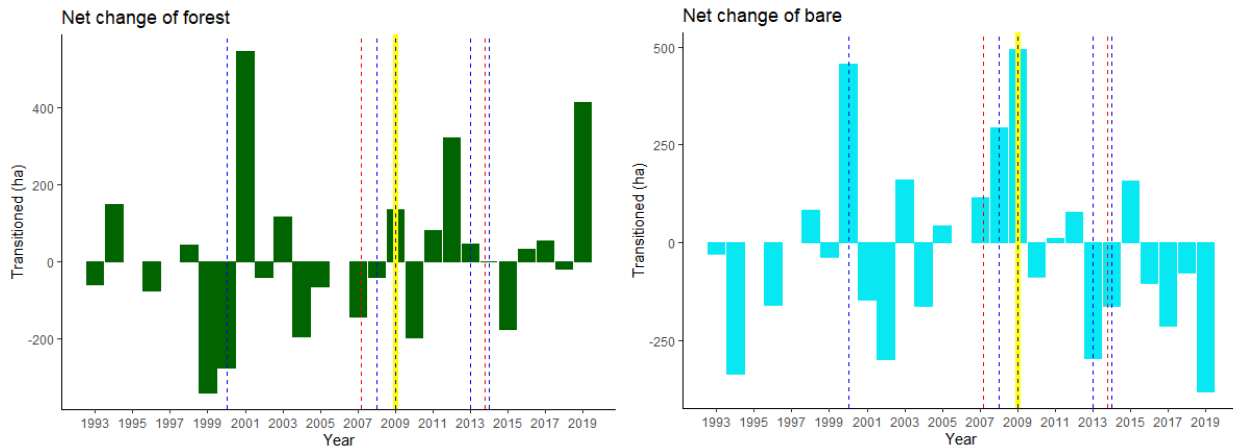 Net change of forest
Transitioned (ha)
400
200
0
-200
1993 1995 1997 1999 2001 2003 2005 2007 2009 2011 2013 2015 2017 2019
Year
Net change of bare
Transitioned (ha)
500
250
0
-250
1993 1995 1997 1999 2001 2003 2005 2007 2009 2011 2013 2015 2017 2019
Year